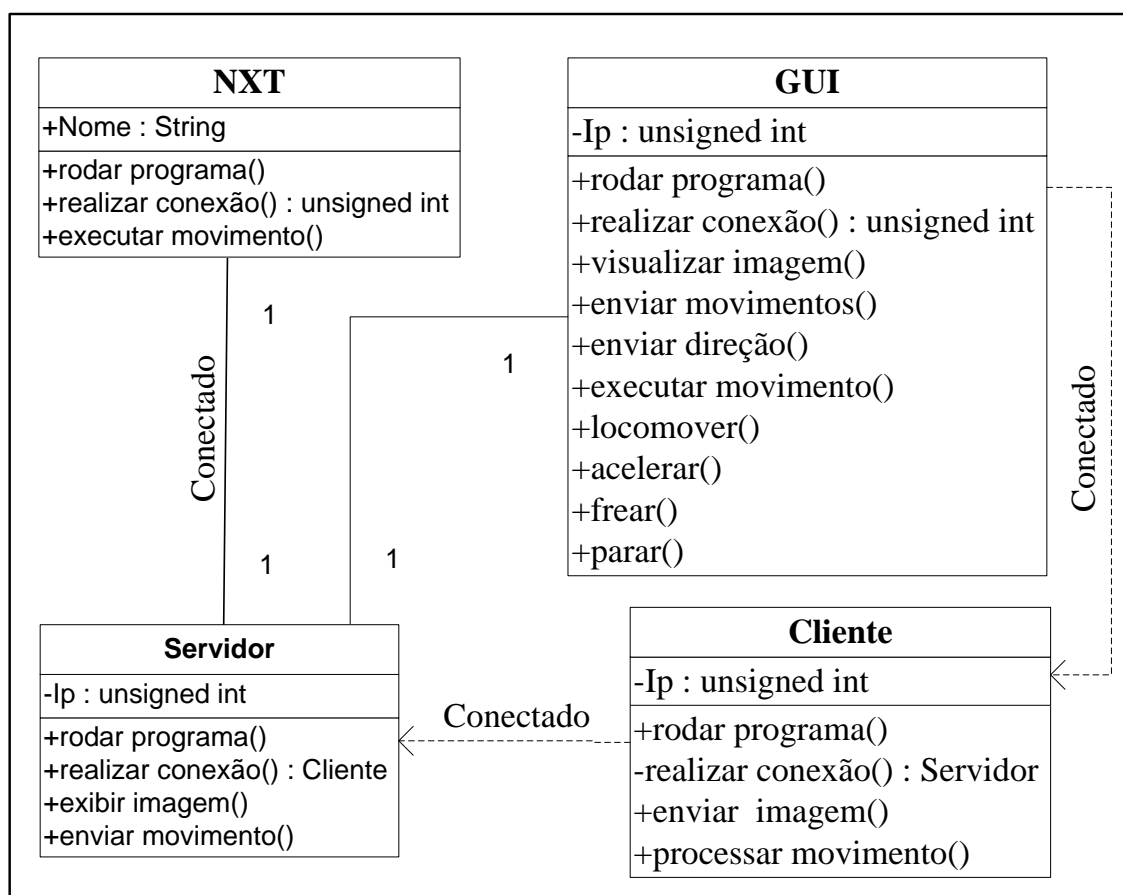 NXT
+Nome : String
+rodar programa()
+realizar conexão() : unsigned int
+executar movimento()
GUI
-Ip : unsigned int
+rodar programa()
+realizar conexão() : unsigned int
+visualizar imagem()
+enviar movimentos()
+enviar direção()
+executar movimento()
+locomover()
+acelerar()
+frear()
+parar()
1
1
Conectado
Conectado
1
1
Servidor
-Ip : unsigned int
+rodar programa()
+realizar conexão() : Cliente
+exibir imagem()
+enviar movimento()
Conectado
Cliente
-Ip : unsigned int
+rodar programa()
-realizar conexão() : Servidor
+enviar imagem()
+processar movimento()